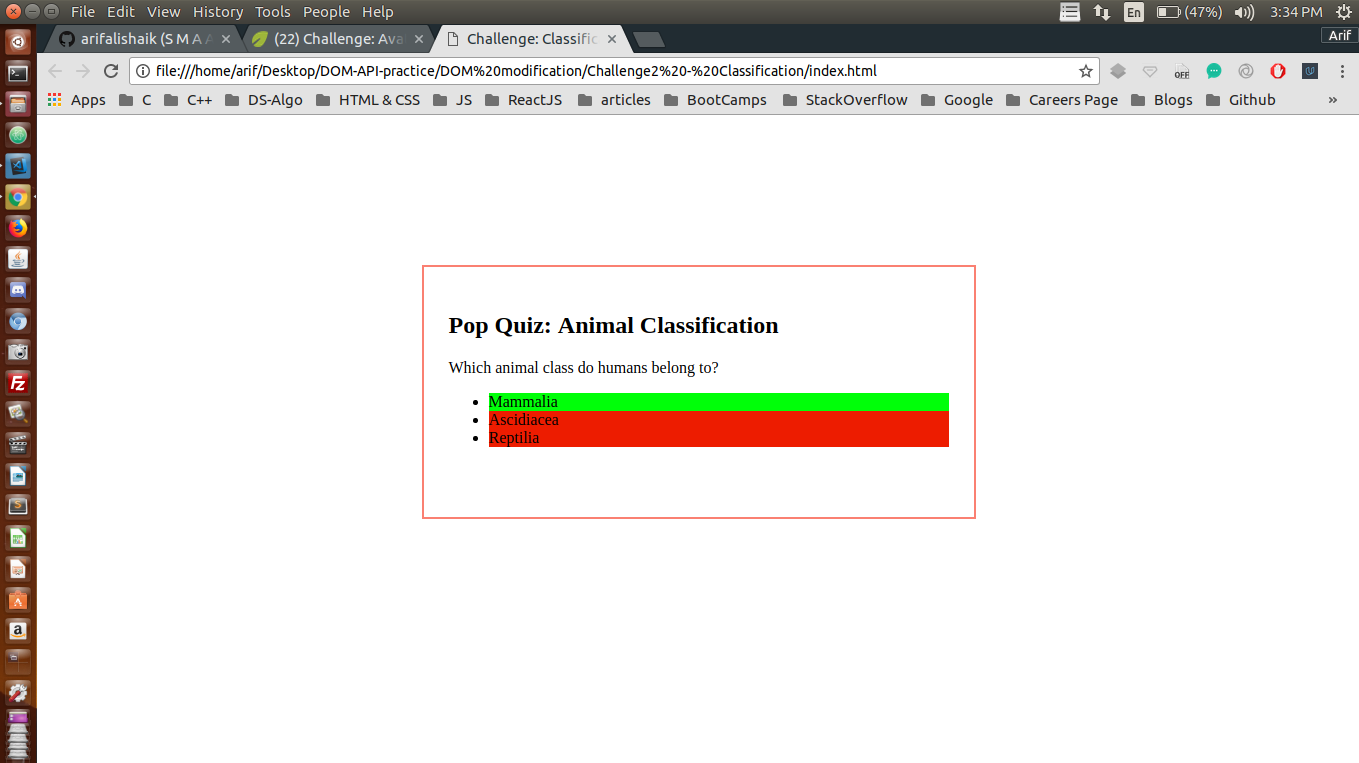 File Edit View History Tools People Help
En (47%) 3:34 PM
arifalishaik (S M A A
(22) Challenge: Ava
Challenge: Classific
Arif
file:///home/arif/Desktop/DOM-API-practice/DOM%20modification/Challenge2%20-%20Classification/index.html
OFF
Apps C C++ DS-Algo HTML & CSS JS ReactJS articles BootCamps StackOverflow Google Careers Page Blogs Github »
Pop Quiz: Animal Classification
Which animal class do humans belong to?
Mammalia
Ascidiacea
Reptilia